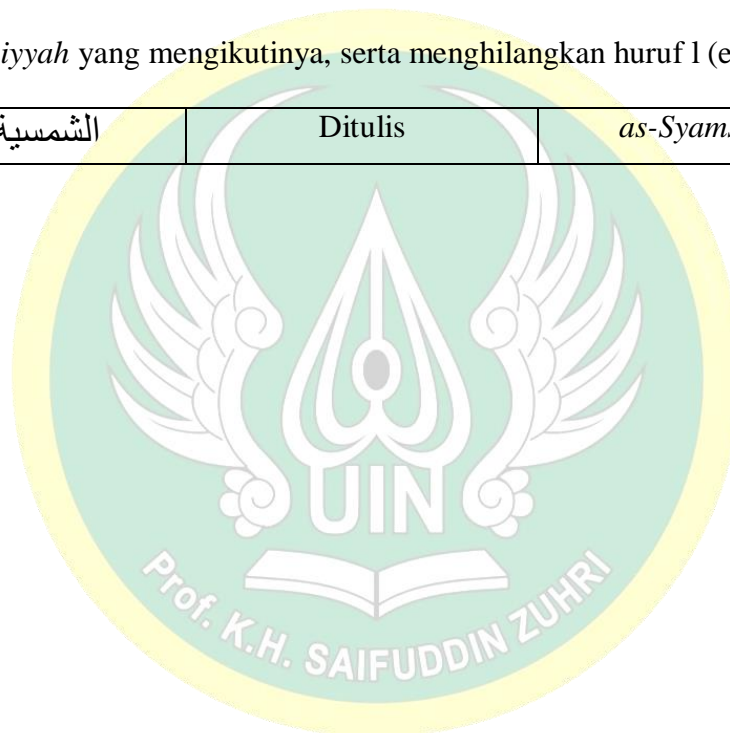 iyyah yang mengikutinya, serta menghilangkan huruf l (e
الشمسية Ditulis as-Syams
UIN
Prof. K.H. SAIFUDDIN ZUHRI